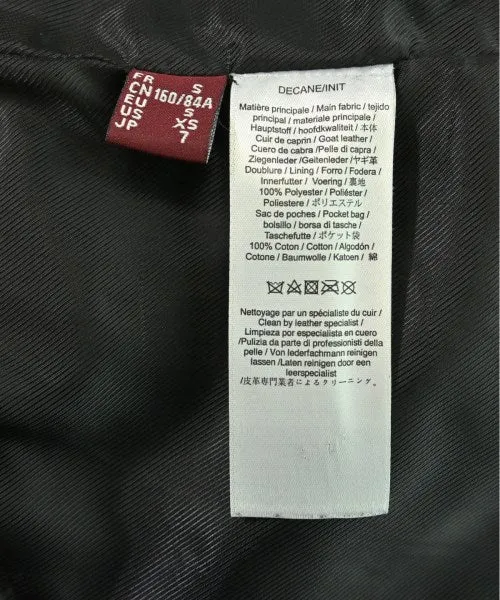 FR S
CN 160/84A
EU S
US XS
JP 7
DECANE/INIT
Matière principale / Main fabric / tejido
principal / materiale principale /
Hauptstoff / hoofdkwaliteit / 本体
Cuir de caprin / Goat leather /
Cuero de cabra /Pelle di capra /
Ziegenleder /Geitenleder /ヤギ革
Doublure / Lining / Forro / Fodera /
Innerfutter / Voering / 裏地
100% Polyester / Poliéster /
Poliestere / ポリエステル
Sac de poches / Pocket bag /
bolsillo / borsa di tasche /
Taschefutte / ポケット袋
100% Coton / Cotton / Algodón /
Cotone / Baumwolle / Katoen / 綿
Nettoyage par un spécialiste du cuir /
Clean by leather specialist /
Limpieza por especialista en cuero
/Pulizia da parte di professionisti della
pelle / Von lederfachmann reinigen
lassen /Laten reinigen door een
leerspecialist
/皮革専門業者によるクリーニング。